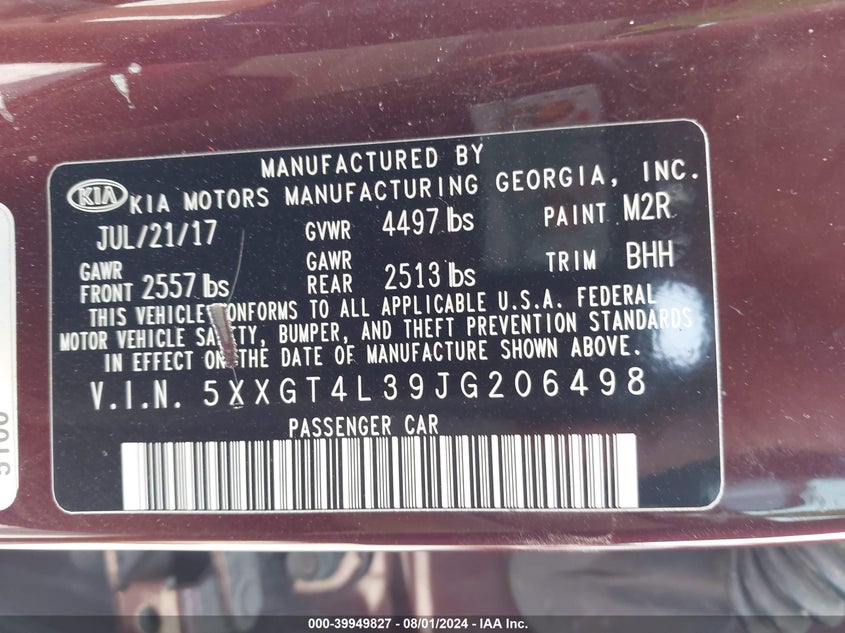 MANUFACTURED BY
KIA KIA MOTORS MANUFACTURING GEORGIA, INC.
JUL/21/17 GVWR 4497 lbs PAINT M2R
GAWR FRONT 2557 lbs GAWR REAR 2513 lbs TRIM BHH
THIS VEHICLE CONFORMS TO ALL APPLICABLE U.S.A. FEDERAL
MOTOR VEHICLE SAFETY, BUMPER, AND THEFT PREVENTION STANDARDS
IN EFFECT ON THE DATE OF MANUFACTURE SHOWN ABOVE.
V.I.N. 5XXGT4L39JG206498
PASSENGER CAR
000-39949827 - 08/01/2024 - IAA Inc.